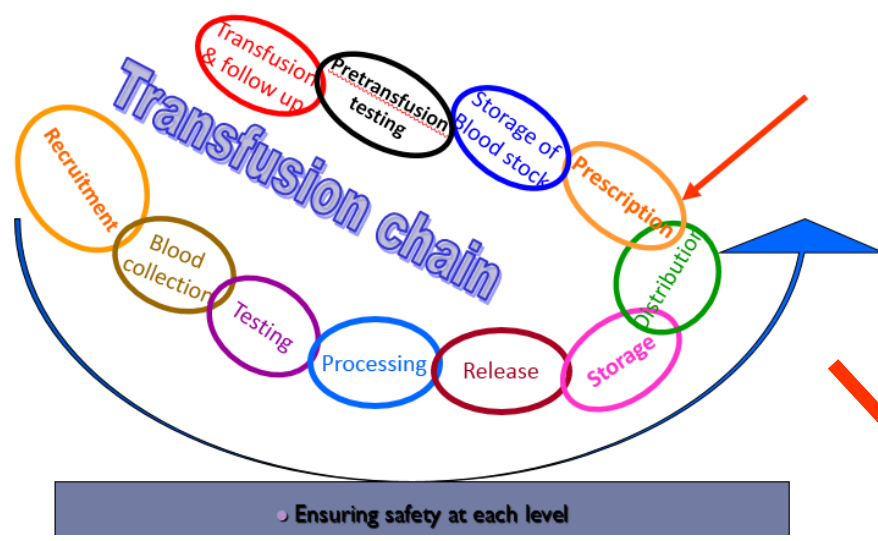 Transfusion
& follow up
Pretransfusion
testing
Storage of
Blood stock
Prescription
Transfusion chain
Recruitment
Blood
collection
Testing
Processing
Release
Storage
Distribution
Ensuring safety at each level